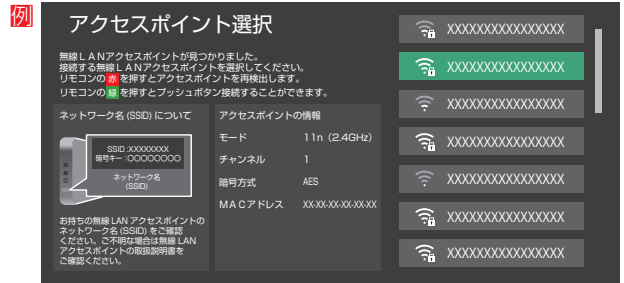 例
アクセスポイント選択
無線LANアクセスポイントが見つかりました。
接続する無線LANアクセスポイントを選択してください。
リモコンの 赤 を押すとアクセスポイントを再検出します。
リモコンの 緑 を押すとプッシュボタン接続することができます。
ネットワーク名 (SSID) について
SSID :XXXXXXXX
暗号キー :OOOOOOOO
ネットワーク名
(SSID)
お持ちの無線 LAN アクセスポイントの
ネットワーク名 (SSID) をご確認
ください。ご不明な場合は無線 LAN
アクセスポイントの取扱説明書を
ご確認ください。
アクセスポイントの情報
モード 11n (2.4GHz)
チャンネル 1
暗号方式 AES
MACアドレス XX-XX-XX-XX-XX-XX
XXXXXXXXXXXXXXXX
XXXXXXXXXXXXXXXX
XXXXXXXXXXXXXXXX
XXXXXXXXXXXXXXXX
XXXXXXXXXXXXXXXX
XXXXXXXXXXXXXXXX
XXXXXXXXXXXXXXXX